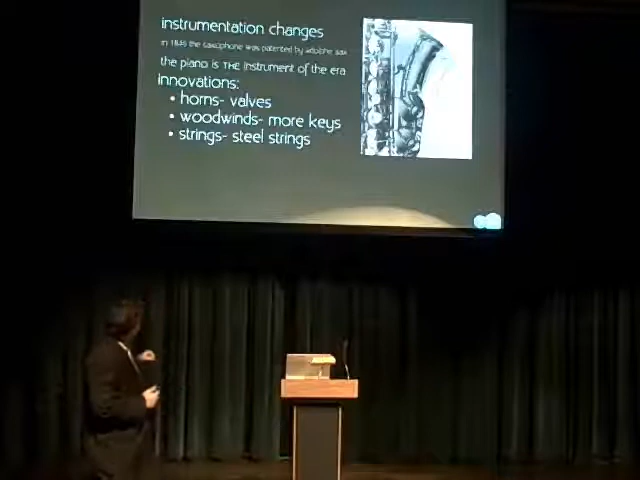 instrumentation changes
in 1846 the saxophone was patented by adolphe sax
the piano is THE instrument of the era
Innovations:
• horns- valves
• woodwinds- more keys
• strings- steel strings